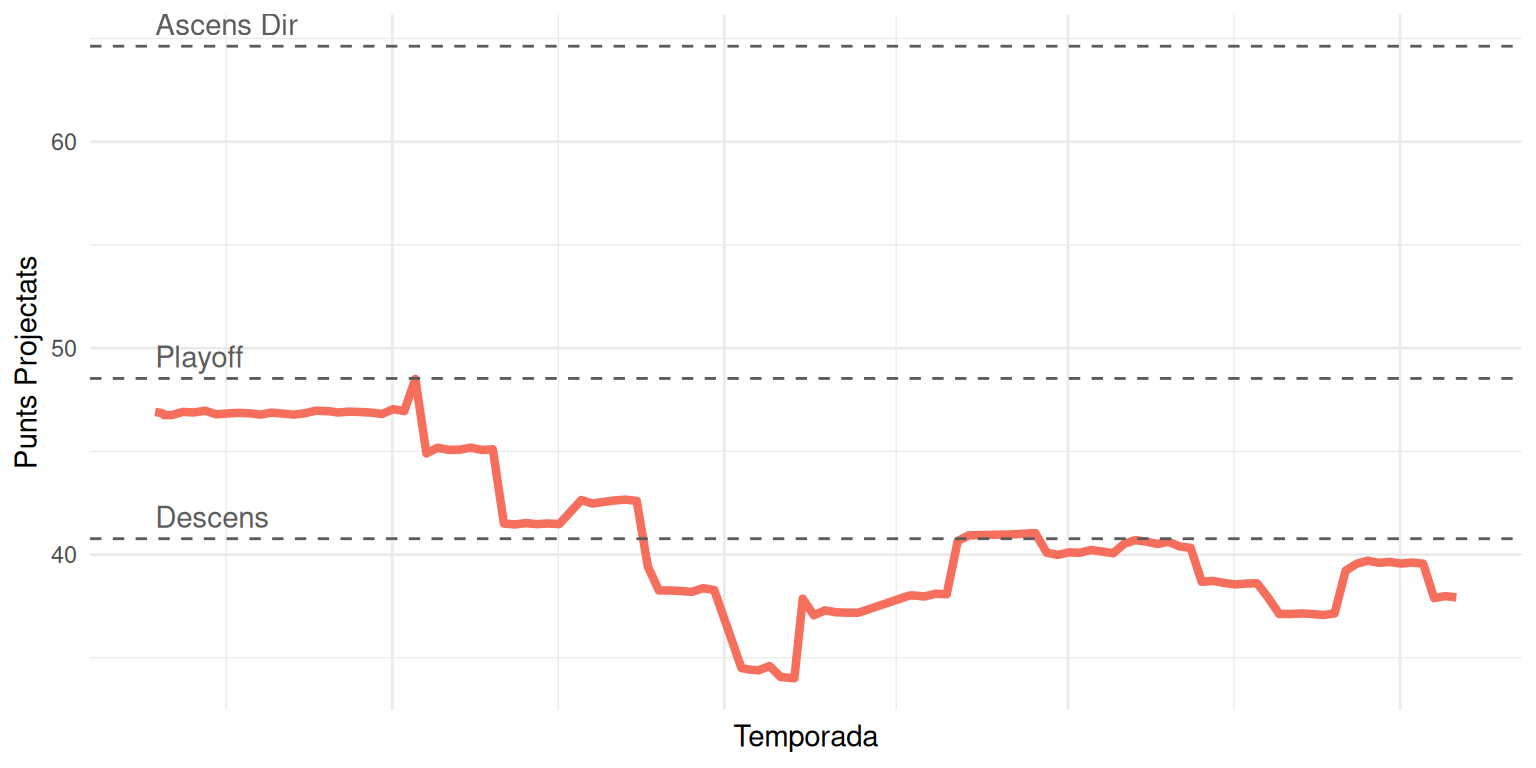 Ascens Dir
60
Punts Projectats
50
Playoff
Descens
40
Temporada